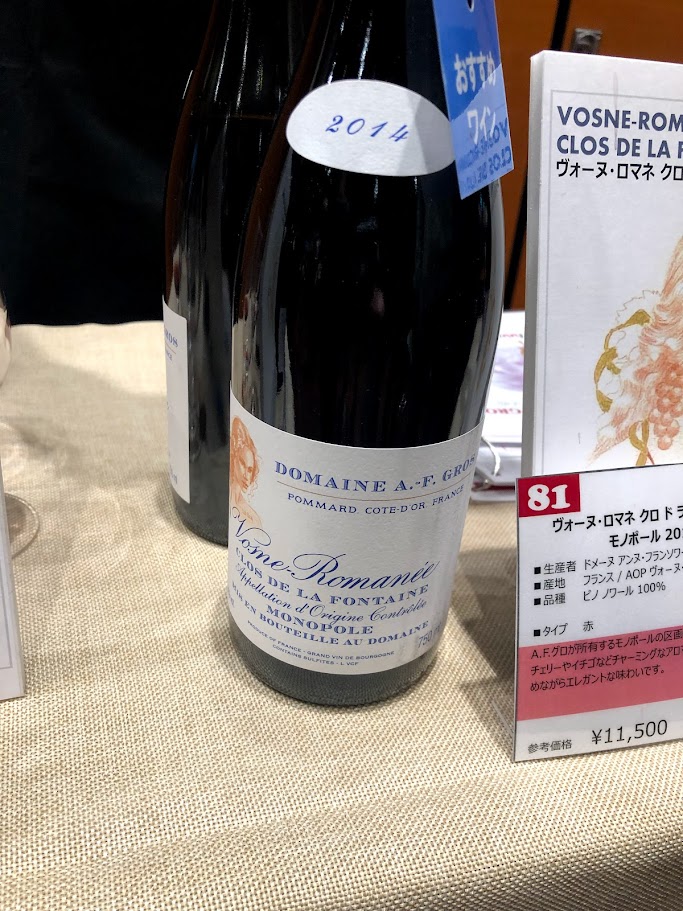 おすすめ
ワイン
2014
DOMAINE A.-F. GROS
POMMARD COTE-D'OR FRANCE
Vosne-Romanée
CLOS DE LA FONTAINE
Appellation d'Origine Contrôlée
MONOPOLE
MIS EN BOUTEILLE AU DOMAINE
PRODUCE OF FRANCE - GRAND VIN DE BOURGOGNE
CONTAINS SULFITES - L VCF
750
VOSNE-ROM
CLOS DE LA F
ヴォーヌ・ロマネ クロ
81
ヴォーヌ・ロマネ クロ ド ラ
モノポール 20
■生産者 ドメーヌ アンヌ・フランソワ
■産地 フランス / AOP ヴォーヌ・
■品種 ピノ ノワール 100%
■タイプ 赤
A.F.グロが所有するモノポールの区画
チェリーやイチゴなどチャーミングなアロマ
めながらエレガントな味わいです。
参考価格 ¥11,500